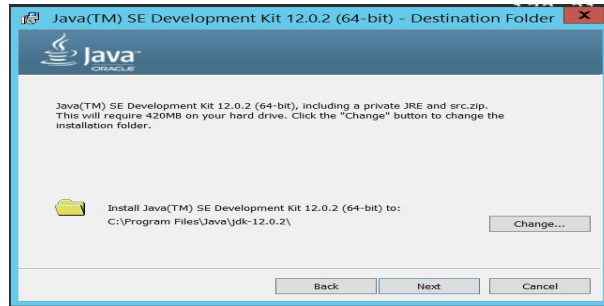 Java(TM) SE Development Kit 12.0.2 (64-bit) - Destination Folder
Java™
ORACLE
Java(TM) SE Development Kit 12.0.2 (64-bit), including a private JRE and src.zip.
This will require 420MB on your hard drive. Click the "Change" button to change the
installation folder.
Install Java(TM) SE Development Kit 12.0.2 (64-bit) to:
C:\Program Files\Java\jdk-12.0.2\
Change...
Back
Next
Cancel